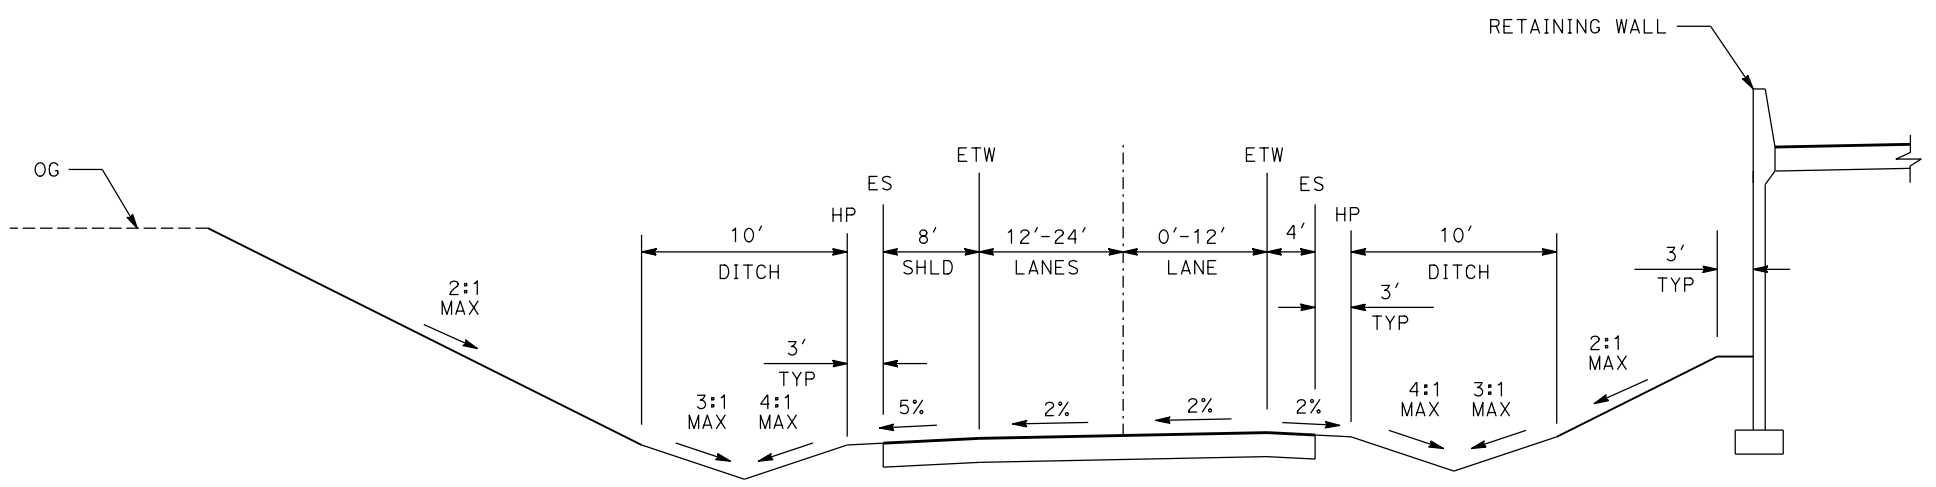 RETAINING WALL
OG
ETW
ETW
ES
ES
HP
HP
10'
DITCH
8'
SHLD
12'-24'
LANES
0'-12'
LANE
4'
10'
DITCH
3'
TYP
2:1
MAX
3'
TYP
3'
TYP
2:1
MAX
3:1
MAX
4:1
MAX
5%
2%
2%
2%
4:1
MAX
3:1
MAX